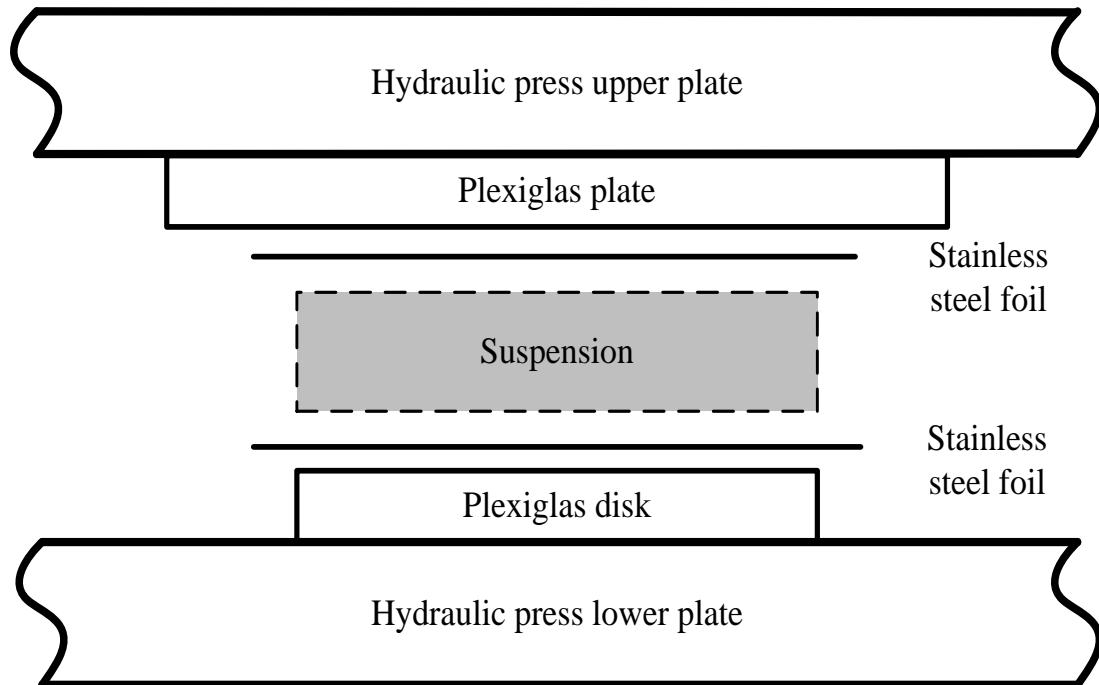 Hydraulic press upper plate
Plexiglas plate
Stainless
steel foil
Suspension
Stainless
steel foil
Plexiglas disk
Hydraulic press lower plate